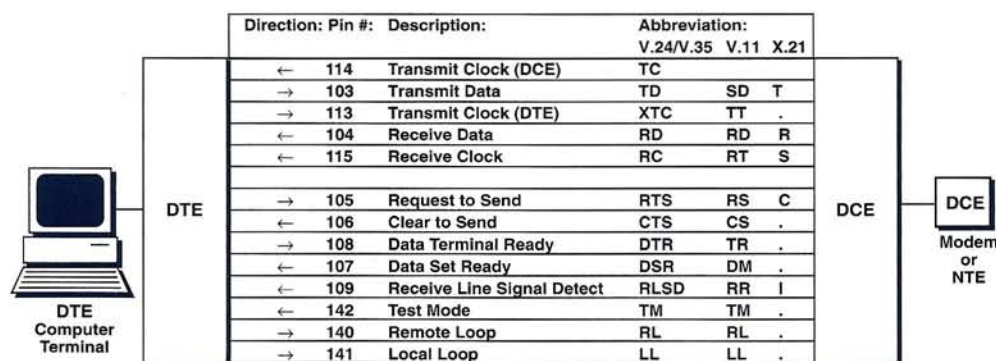 Direction: Pin #: Description: Abbreviation:
V.24/V.35 V.11 X.21
← 114 Transmit Clock (DCE) TC
→ 103 Transmit Data TD SD T
→ 113 Transmit Clock (DTE) XTC TT .
← 104 Receive Data RD RD R
← 115 Receive Clock RC RT S
→ 105 Request to Send RTS RS C
← 106 Clear to Send CTS CS .
→ 108 Data Terminal Ready DTR TR .
← 107 Data Set Ready DSR DM .
← 109 Receive Line Signal Detect RLSD RR I
← 142 Test Mode TM TM .
→ 140 Remote Loop RL RL .
→ 141 Local Loop LL LL .
DTE
DCE
DTE
Computer
Terminal
DCE
Modem
or
NTE